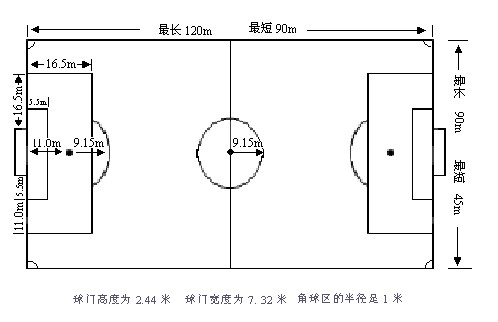 最长 120m 最短 90m
16.5m
16.5m
5.5m
11.0m 9.15m
9.15m
5.5m
11.0m
最长 90m
最短 45m
球门高度为 2.44 米 球门宽度为 7.32 米 角球区的半径是 1 米